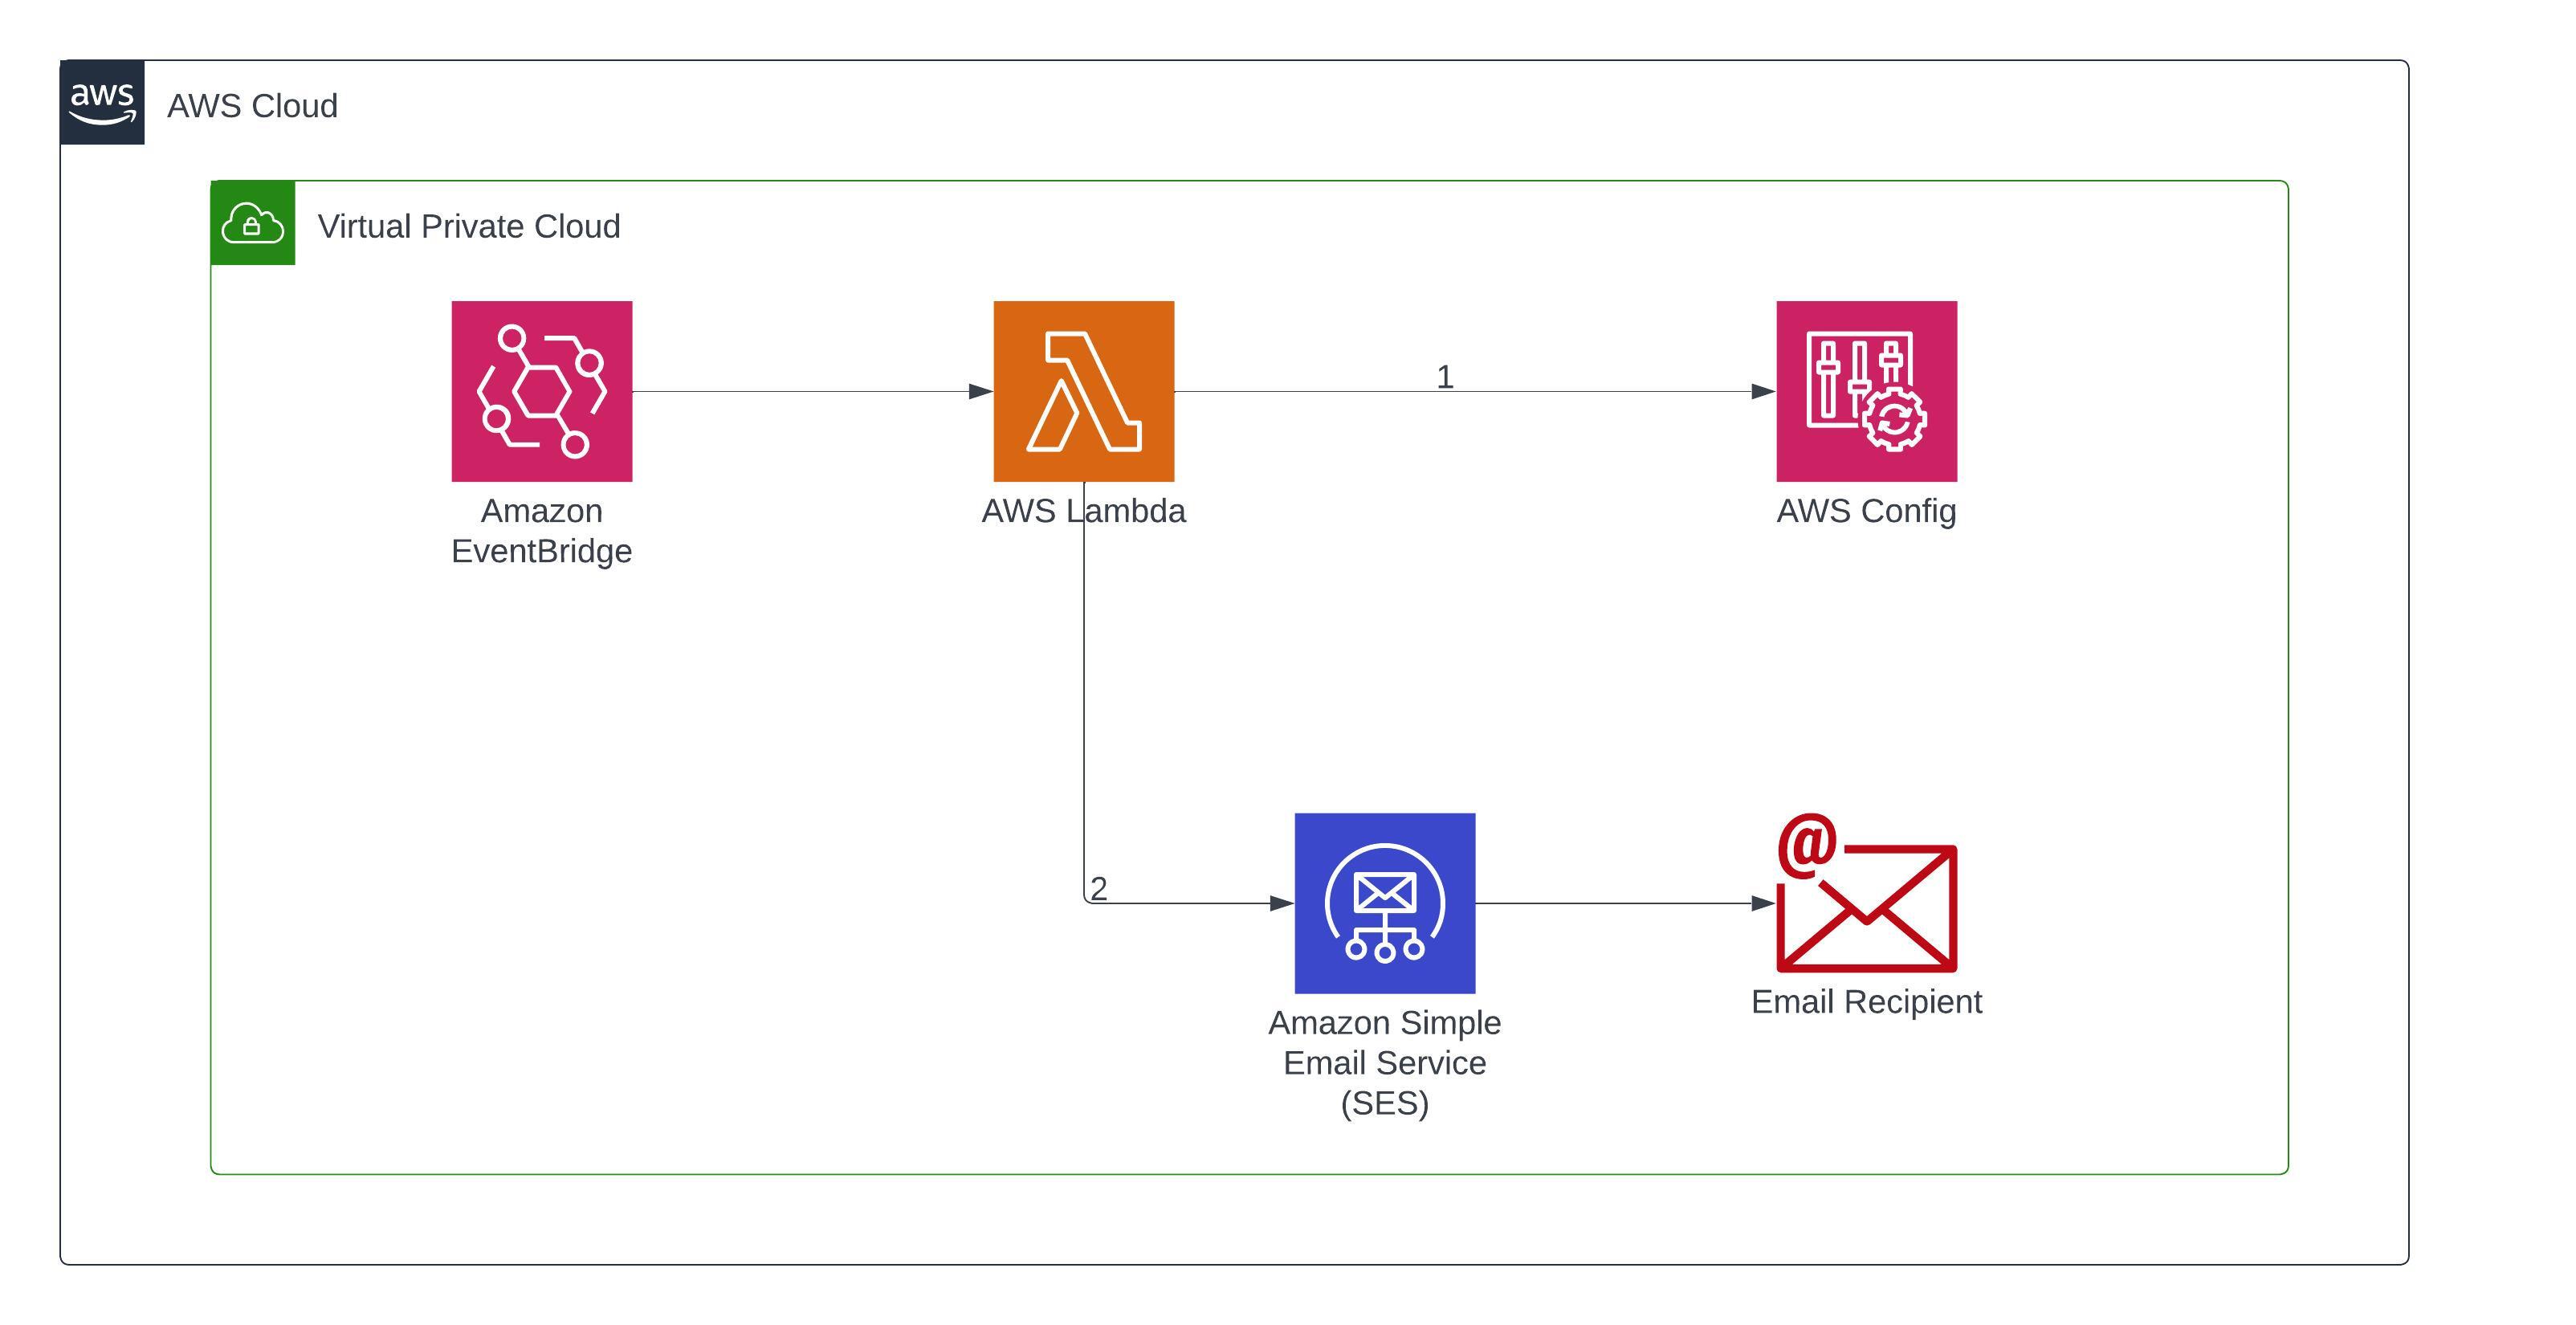 aws
AWS Cloud
Virtual Private Cloud
1
Amazon
EventBridge
AWS Lambda
AWS Config
2
@
Amazon Simple
Email Service
(SES)
Email Recipient